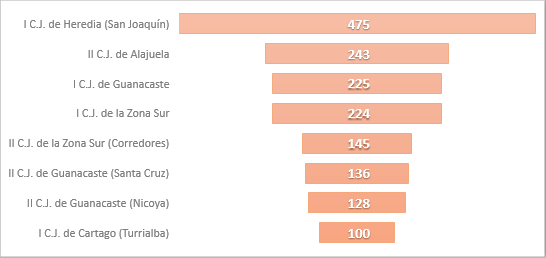 I C.J. de Heredia (San Joaquín) 475
II C.J. de Alajuela 243
I C.J. de Guanacaste 225
I C.J. de la Zona Sur 224
II C.J. de la Zona Sur (Corredores) 145
II C.J. de Guanacaste (Santa Cruz) 136
II C.J. de Guanacaste (Nicoya) 128
I C.J. de Cartago (Turrialba) 100